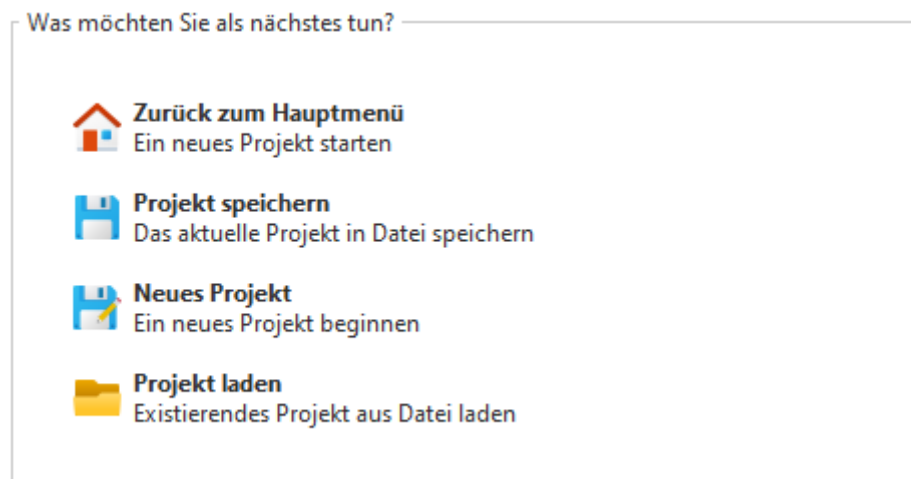 Was möchten Sie als nächstes tun?
Zurück zum Hauptmenü
Ein neues Projekt starten
Projekt speichern
Das aktuelle Projekt in Datei speichern
Neues Projekt
Ein neues Projekt beginnen
Projekt laden
Existierendes Projekt aus Datei laden